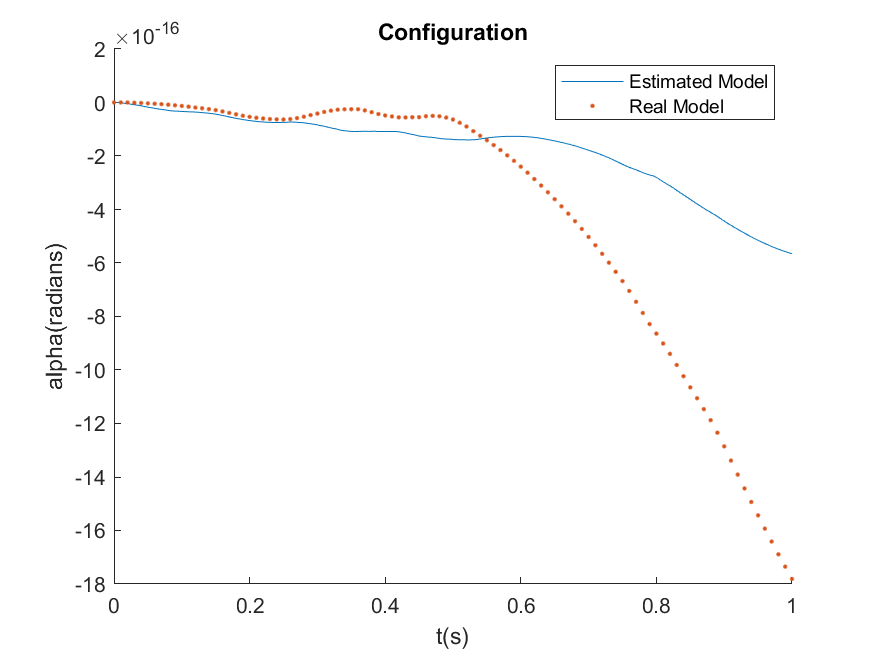 Configuration
×10-16
Estimated Model
Real Model
2
0
-2
-4
-6
-8
-10
-12
-14
-16
-18
alpha(radians)
0 0.2 0.4 0.6 0.8 1
t(s)